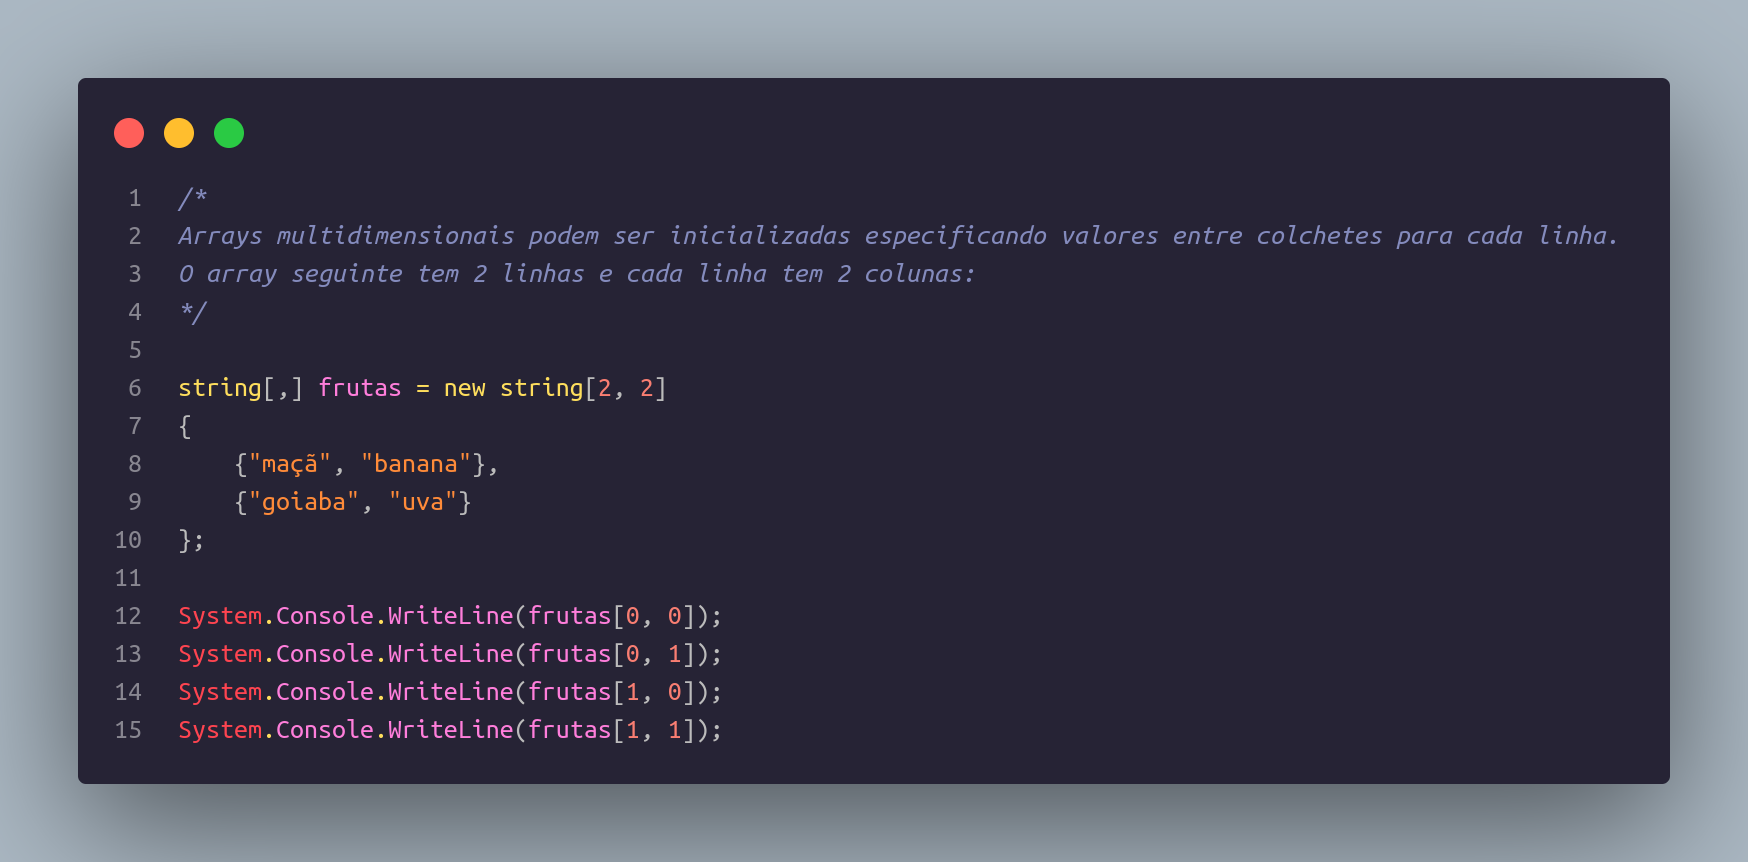 1 /*
2 Arrays multidimensionais podem ser inicializadas especificando valores entre colchetes para cada linha.
3 O array seguinte tem 2 linhas e cada linha tem 2 colunas:
4 */
5
6 string[,] frutas = new string[2, 2]
7 {
8     {"maçã", "banana"},
9     {"goiaba", "uva"}
10 };
11
12 System.Console.WriteLine(frutas[0, 0]);
13 System.Console.WriteLine(frutas[0, 1]);
14 System.Console.WriteLine(frutas[1, 0]);
15 System.Console.WriteLine(frutas[1, 1]);